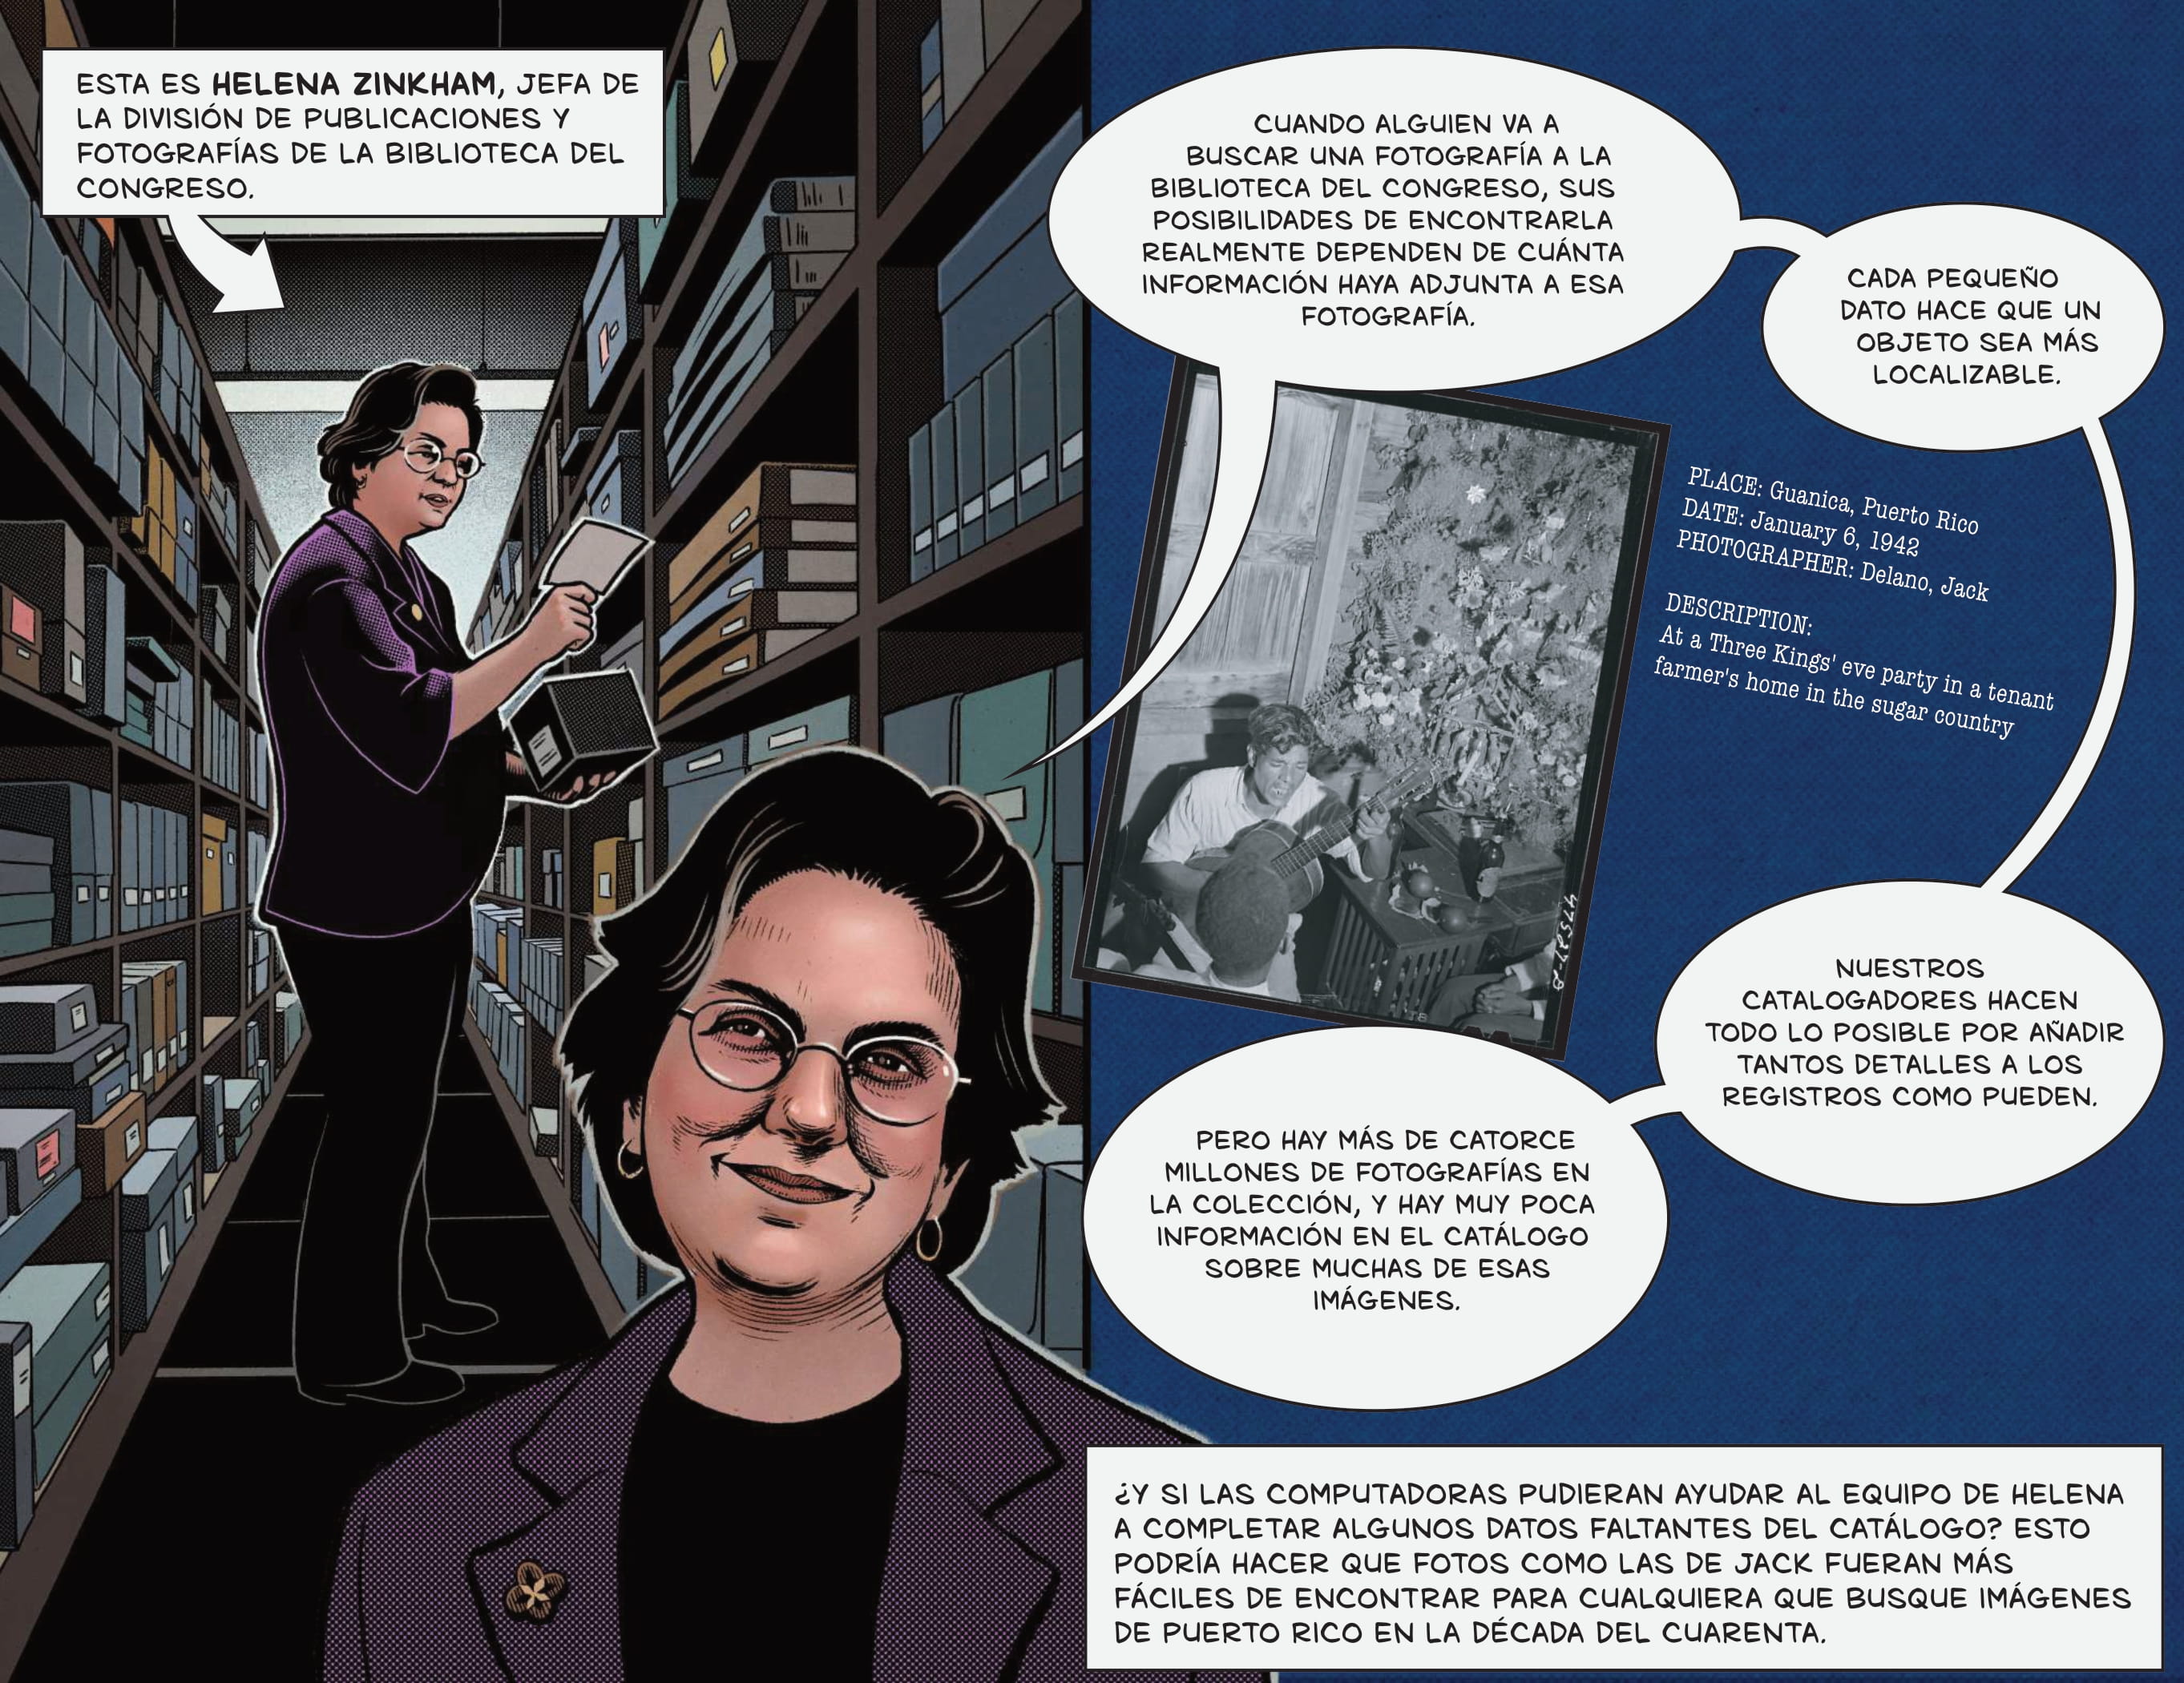 ESTA ES HELENA ZINKHAM, JEFA DE
LA DIVISIÓN DE PUBLICACIONES Y
FOTOGRAFÍAS DE LA BIBLIOTECA DEL
CONGRESO.
CUANDO ALGUIEN VA A
BUSCAR UNA FOTOGRAFÍA A LA
BIBLIOTECA DEL CONGRESO, SUS
POSIBILIDADES DE ENCONTRARLA
REALMENTE DEPENDEN DE CUÁNTA
INFORMACIÓN HAYA ADJUNTA A ESA
FOTOGRAFÍA.
CADA PEQUEÑO
DATO HACE QUE UN
OBJETO SEA MÁS
LOCALIZABLE.
PLACE: Guanica, Puerto Rico
DATE: January 6, 1942
PHOTOGRAPHER: Delano, Jack
DESCRIPTION:
At a Three Kings' eve party in a tenant
farmer's home in the sugar country
NUESTROS
CATALOGADORES HACEN
TODO LO POSIBLE POR AÑADIR
TANTOS DETALLES A LOS
REGISTROS COMO PUEDEN.
PERO HAY MÁS DE CATORCE
MILLONES DE FOTOGRAFÍAS EN
LA COLECCIÓN, Y HAY MUY POCA
INFORMACIÓN EN EL CATÁLOGO
SOBRE MUCHAS DE ESAS
IMÁGENES.
¿Y SI LAS COMPUTADORAS PUDIERAN AYUDAR AL EQUIPO DE HELENA
A COMPLETAR ALGUNOS DATOS FALTANTES DEL CATÁLOGO? ESTO
PODRÍA HACER QUE FOTOS COMO LAS DE JACK FUERAN MÁS
FÁCILES DE ENCONTRAR PARA CUALQUIERA QUE BUSQUE IMÁGENES
DE PUERTO RICO EN LA DÉCADA DEL CUARENTA.